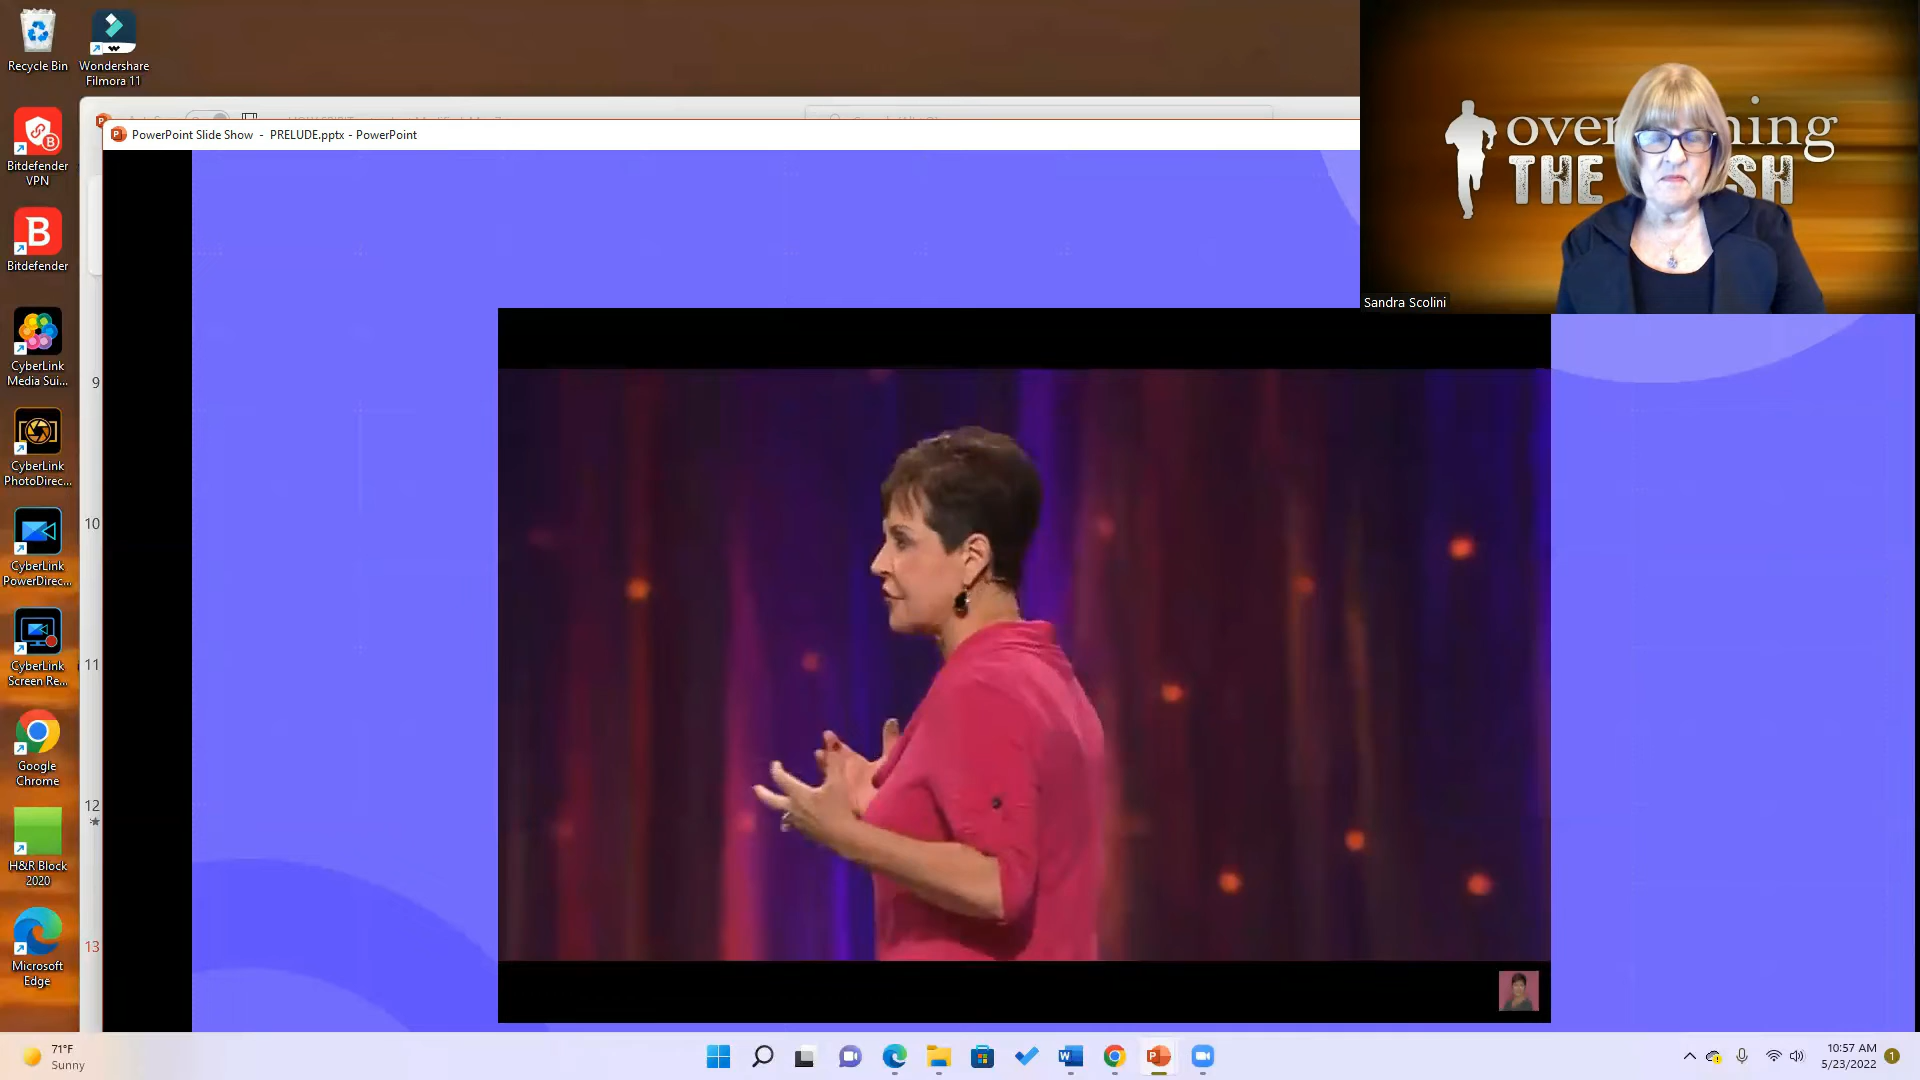 Recycle Bin
Wondershare
Filmora 11
Bitdefender
VPN
Bitdefender
CyberLink
Media Sui...
CyberLink
PhotoDirec...
CyberLink
PowerDirec...
CyberLink
Screen Re...
Google
Chrome
H&R Block
2020
Microsoft
Edge
PowerPoint Slide Show - PRELUDE.pptx - PowerPoint
9
10
11
12
13
THE
Sandra Scolini
71°F
Sunny
10:57 AM
5/23/2022
1